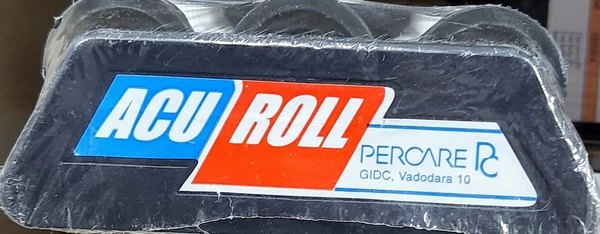 ACU ROLL
PERCARE PC
GIDC, Vadodara 10